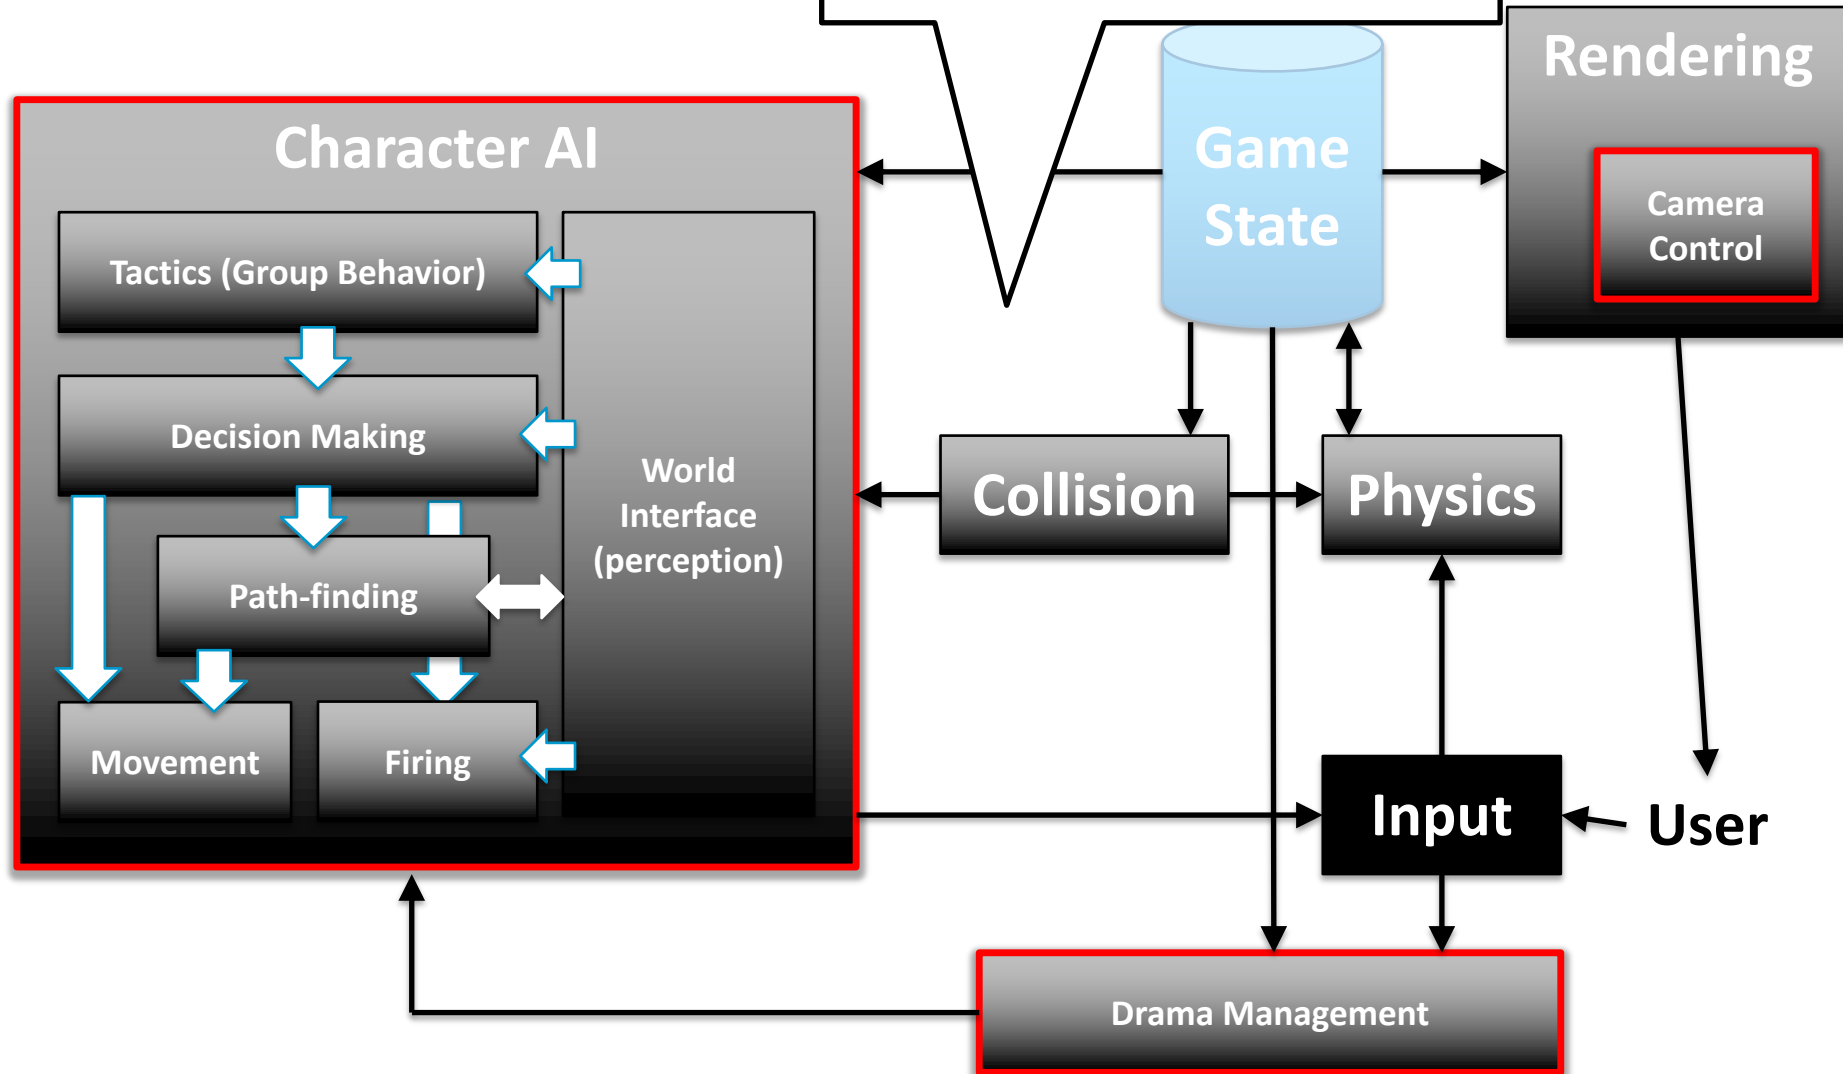 Rendering
Camera
Control
Game
State
Character AI
Tactics (Group Behavior)
Decision Making
World
Interface
(perception)
Path-finding
Movement
Firing
Collision
Physics
Input
User
Drama Management